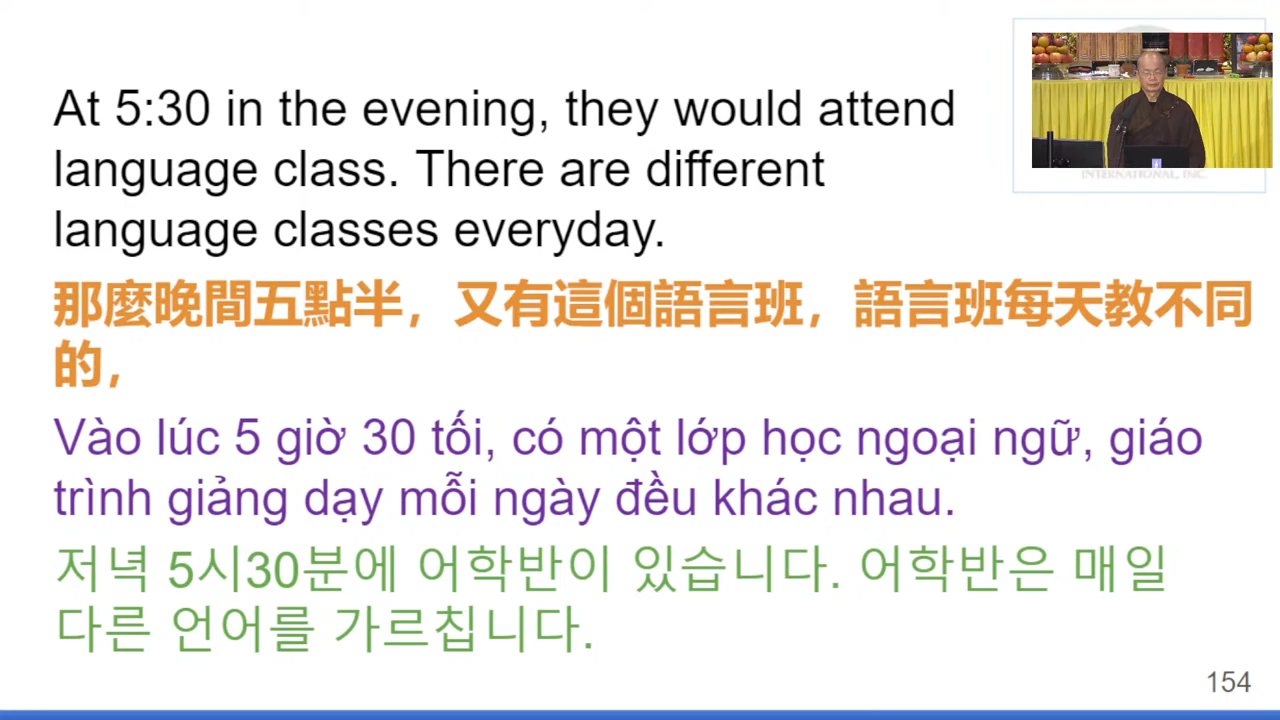 At 5:30 in the evening, they would attend
language class. There are different
language classes everyday.
那麼晚間五點半，又有這個語言班，語言班每天教不同
的，
Vào lúc 5 giờ 30 tối, có một lớp học ngoại ngữ, giáo
trình giảng dạy mỗi ngày đều khác nhau.
저녁 5시30분에 어학반이 있습니다. 어학반은 매일
다른 언어를 가르칩니다.
INTERNATIONAL, INC.
154